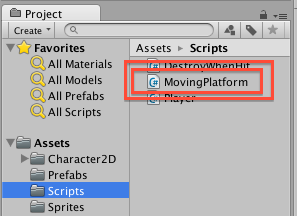 Project
Create
Favorites
All Materials
All Models
All Prefabs
All Scripts
Assets
Character2D
Prefabs
Scripts
Sprites
Assets Scripts
DestroyWhenHit
MovingPlatform
Player